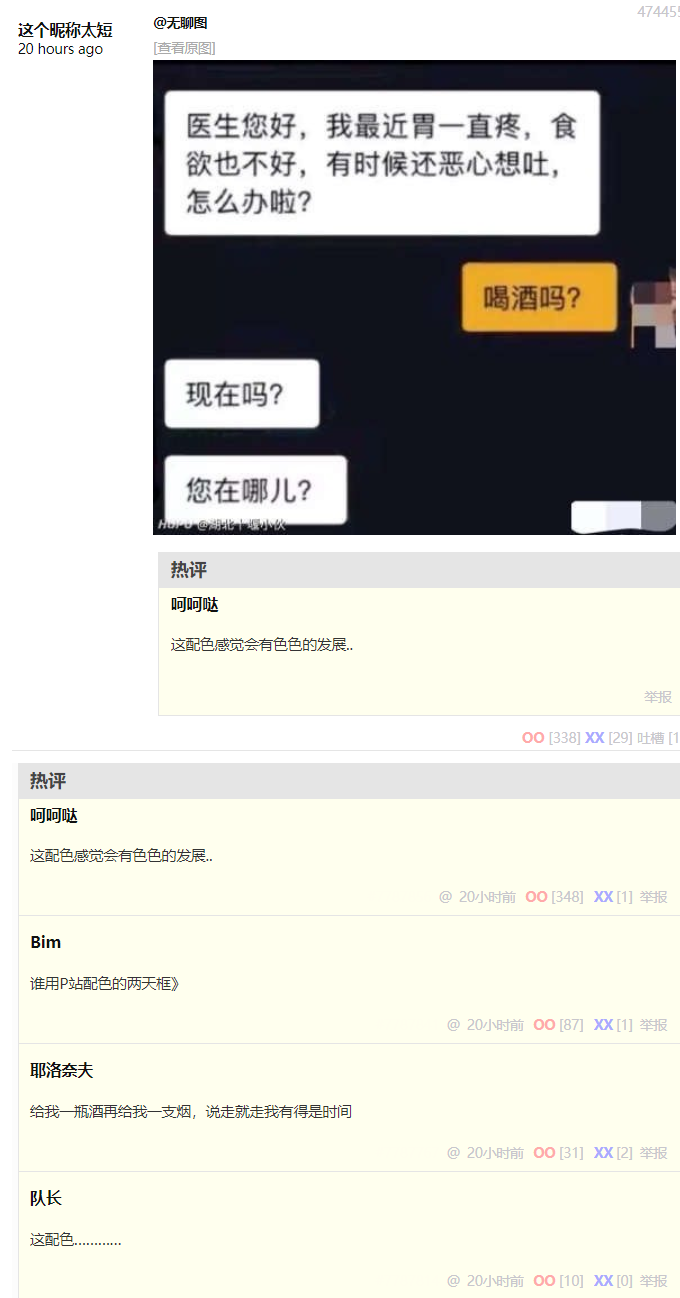 474455
这个昵称太短
20 hours ago
@无聊图
[查看原图]
医生您好，我最近胃一直疼，食
欲也不好，有时候还恶心想吐，
怎么办啦？
喝酒吗？
现在吗？
您在哪儿？
HUPU @湖北十堰小伙
热评
呵呵哒
这配色感觉会有色色的发展..
举报
OO [338] XX [29] 吐槽 [1
热评
呵呵哒
这配色感觉会有色色的发展..
@ 20小时前 OO [348] XX [1] 举报
Bim
谁用P站配色的两天框》
@ 20小时前 OO [87] XX [1] 举报
耶洛奈夫
给我一瓶酒再给我一支烟，说走就走我有得是时间
@ 20小时前 OO [31] XX [2] 举报
队长
这配色............
@ 20小时前 OO [10] XX [0] 举报